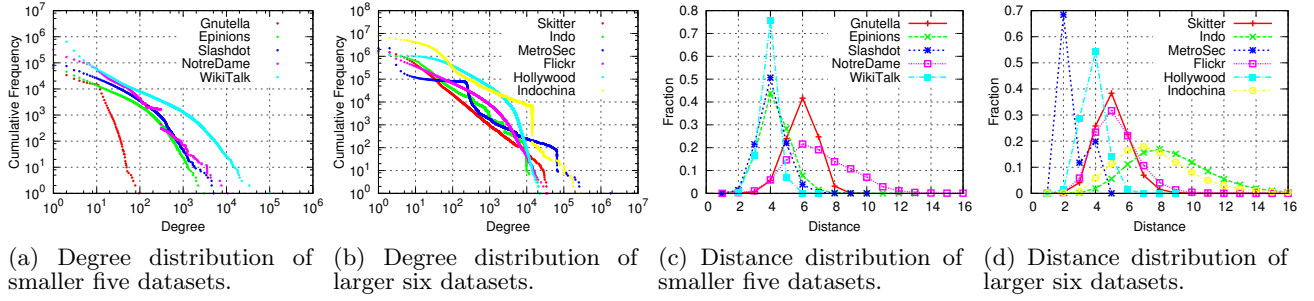 Cumulative Frequency
10^7
10^6
10^5
10^4
10^3
10^2
10^1
10^0
10^0 10^1 10^2 10^3 10^4 10^5 10^6
Degree
Gnutella
Epinions
Slashdot
NotreDame
WikiTalk
Cumulative Frequency
10^8
10^7
10^6
10^5
10^4
10^3
10^2
10^1
10^0
10^0 10^1 10^2 10^3 10^4 10^5 10^6 10^7
Degree
Skitter
Indo
MetroSec
Flickr
Hollywood
Indochina
Fraction
0.8
0.7
0.6
0.5
0.4
0.3
0.2
0.1
0
0 2 4 6 8 10 12 14 16
Distance
Gnutella
Epinions
Slashdot
NotreDame
WikiTalk
Fraction
0.7
0.6
0.5
0.4
0.3
0.2
0.1
0
0 2 4 6 8 10 12 14 16
Distance
Skitter
Indo
MetroSec
Flickr
Hollywood
Indochina
(a) Degree distribution of
smaller five datasets.
(b) Degree distribution of
larger six datasets.
(c) Distance distribution of
smaller five datasets.
(d) Distance distribution of
larger six datasets.